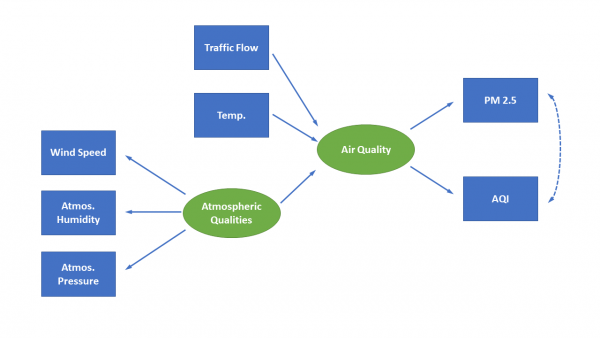 Traffic Flow
Temp.
PM 2.5
Wind Speed
Air Quality
Atmos.
Humidity
Atmospheric
Qualities
AQI
Atmos.
Pressure